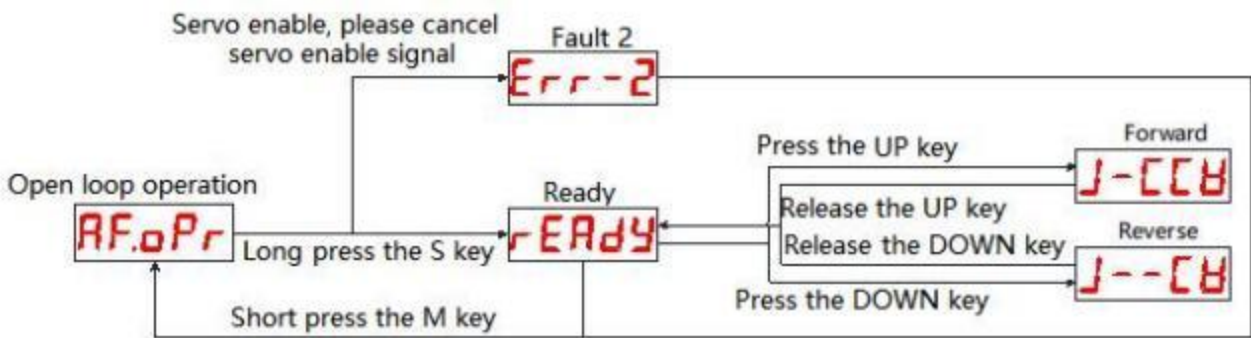 Servo enable, please cancel
servo enable signal
Fault 2
Err-2
Open loop operation
AF.oPr
Long press the S key
Ready
rEAdy
Press the UP key
Release the UP key
Release the DOWN key
Press the DOWN key
Forward
J-CCW
Reverse
J--CW
Short press the M key